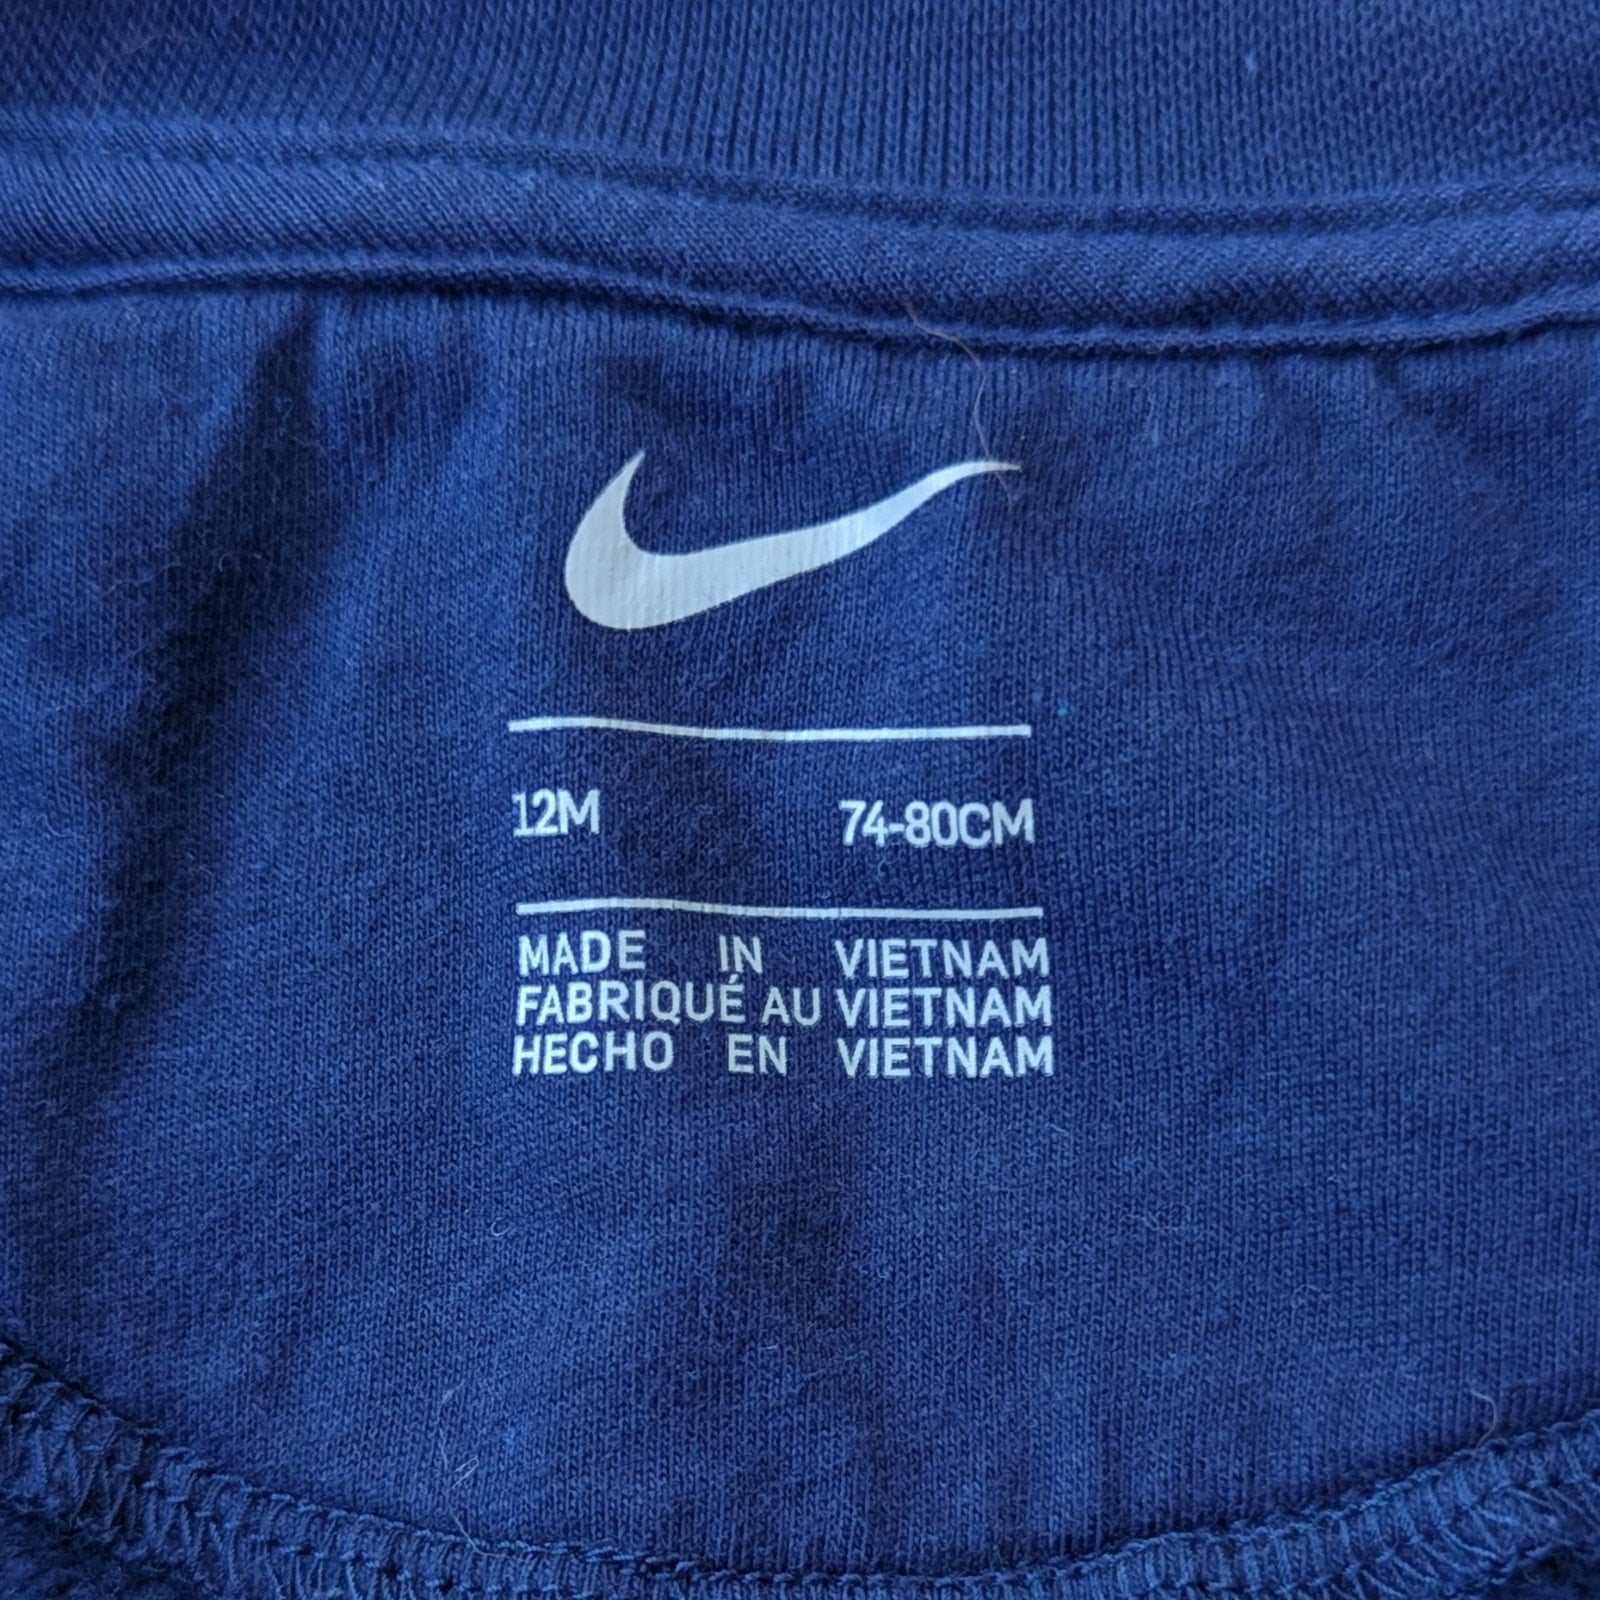 12M 74-80CM
MADE IN VIETNAM
FABRIQUÉ AU VIETNAM
HECHO EN VIETNAM